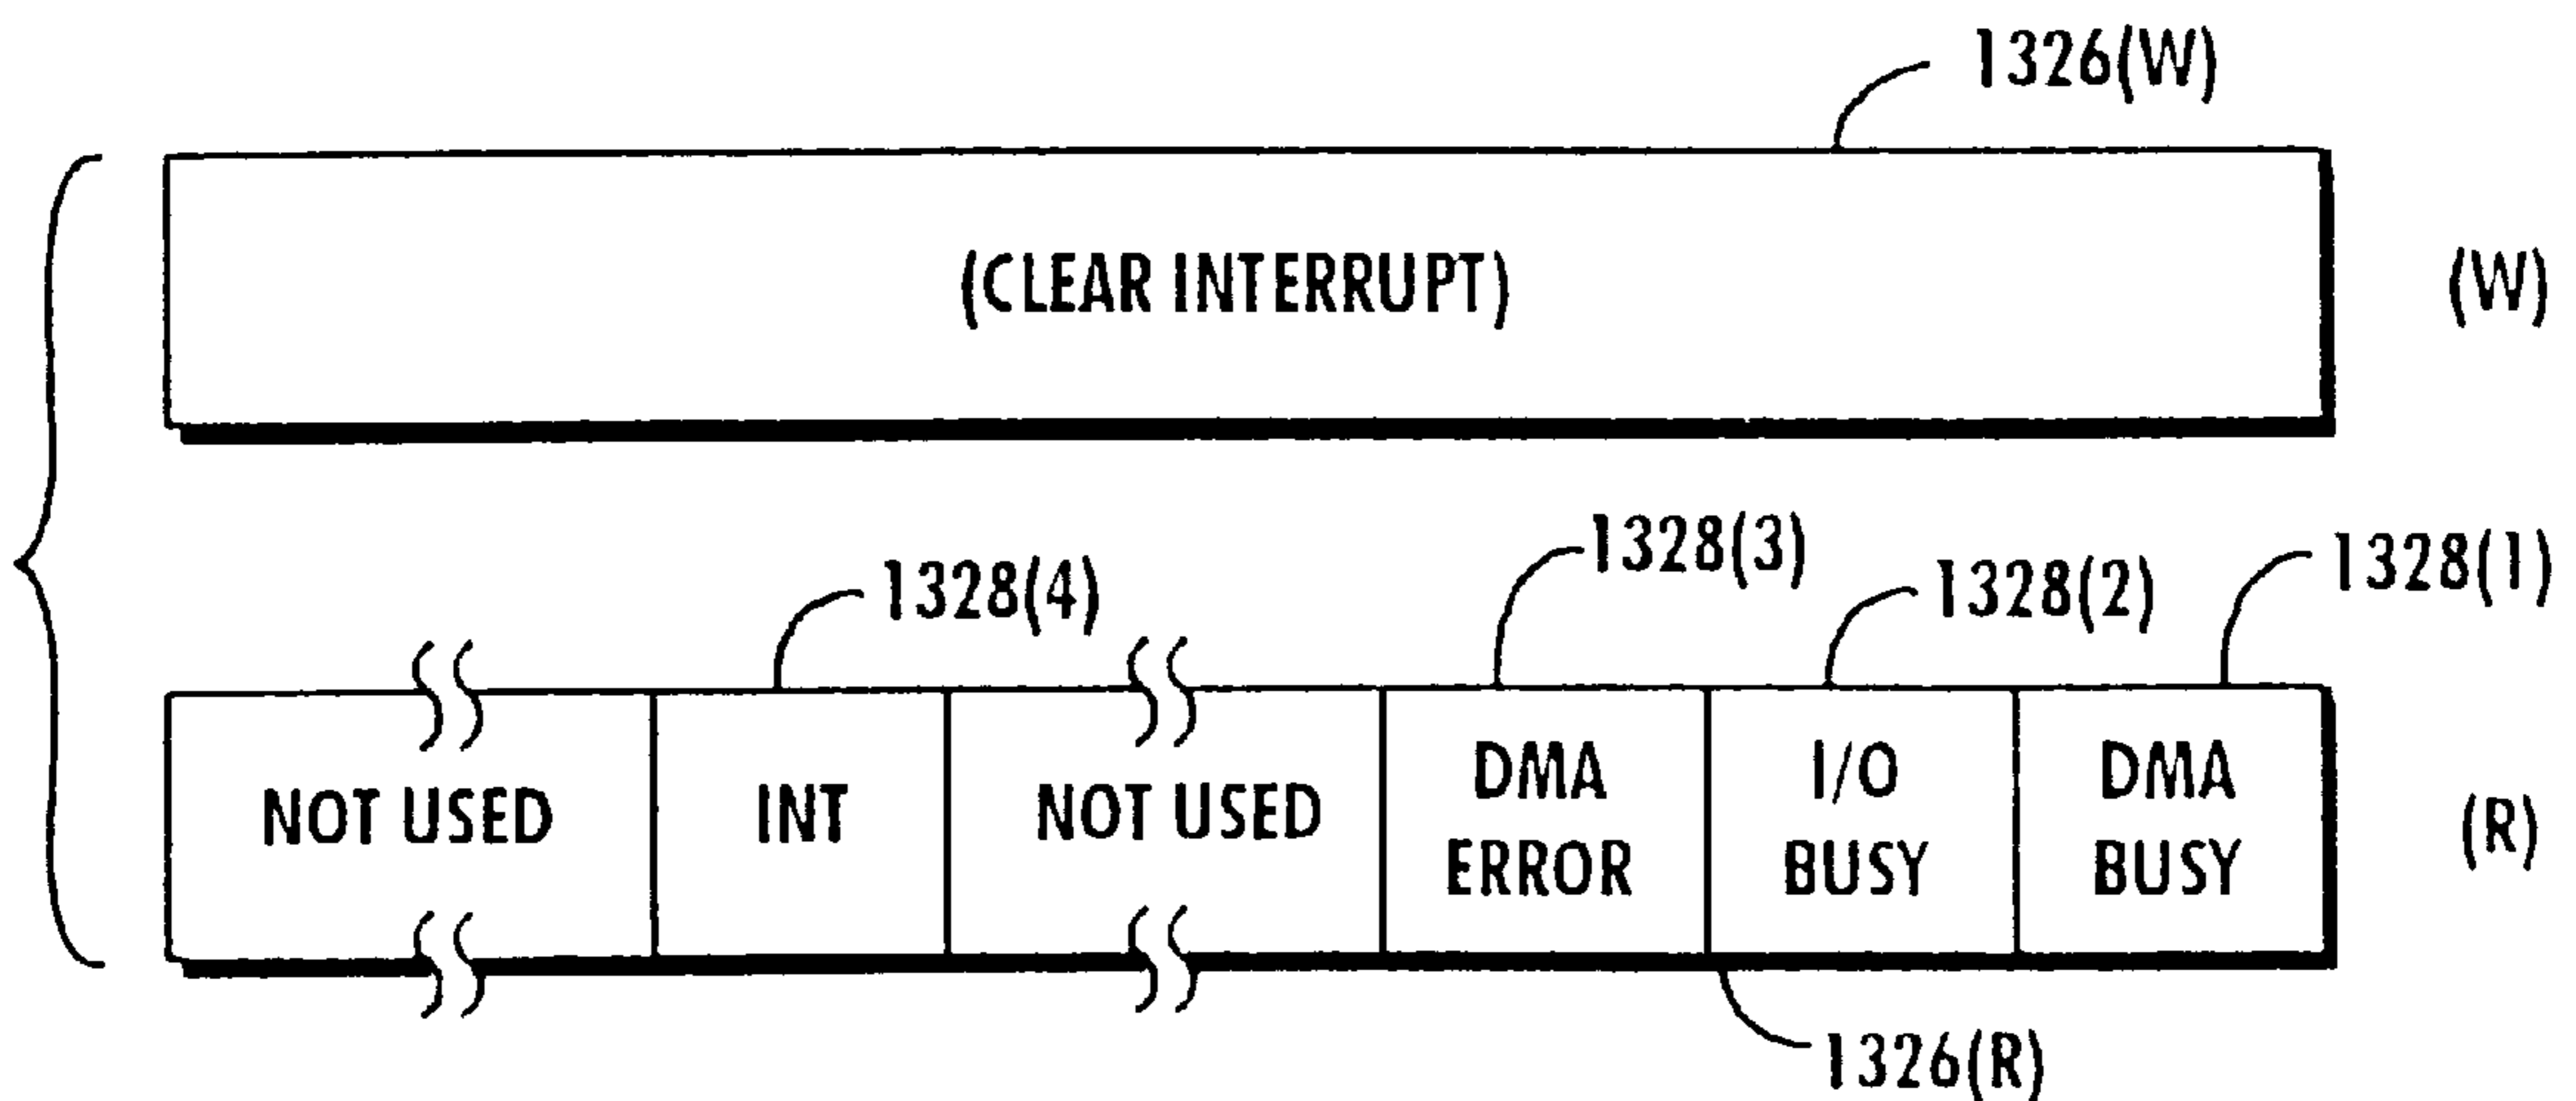 1326(W)
(CLEAR INTERRUPT)
(W)
1328(4)
1328(3)
1328(2)
1328(1)
NOT USED
INT
NOT USED
DMA
ERROR
I/O
BUSY
DMA
BUSY
(R)
1326(R)